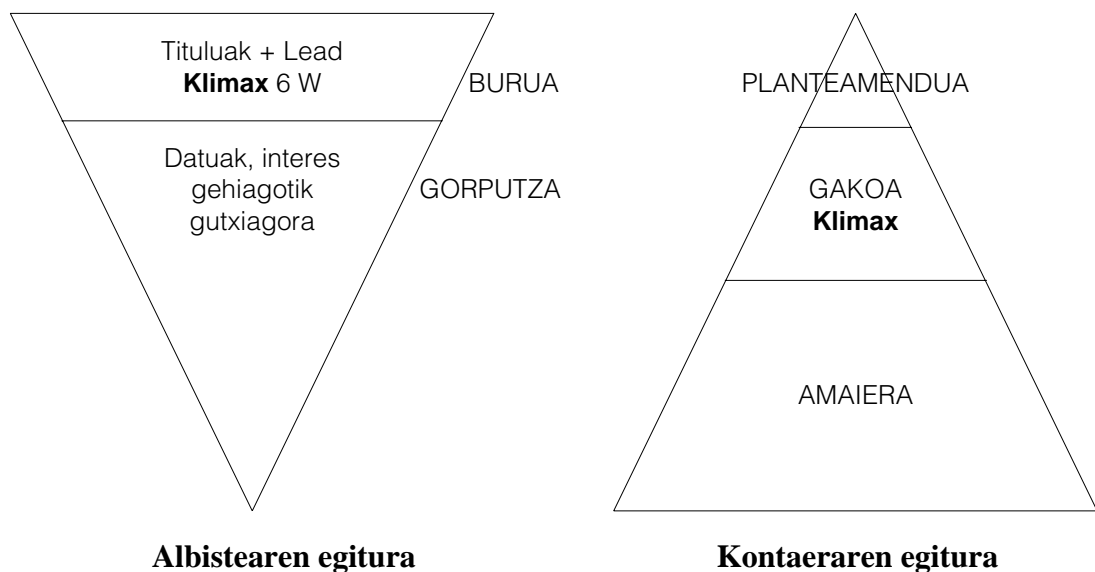 Tituluak + Lead
Klimax 6 W
BURUA
Datuak, interes
gehiagotik
gutxiagora
GORPUTZA
Albistearen egitura
PLANTEAMENDUA
GAKOA
Klimax
AMAIERA
Kontaeraren egitura